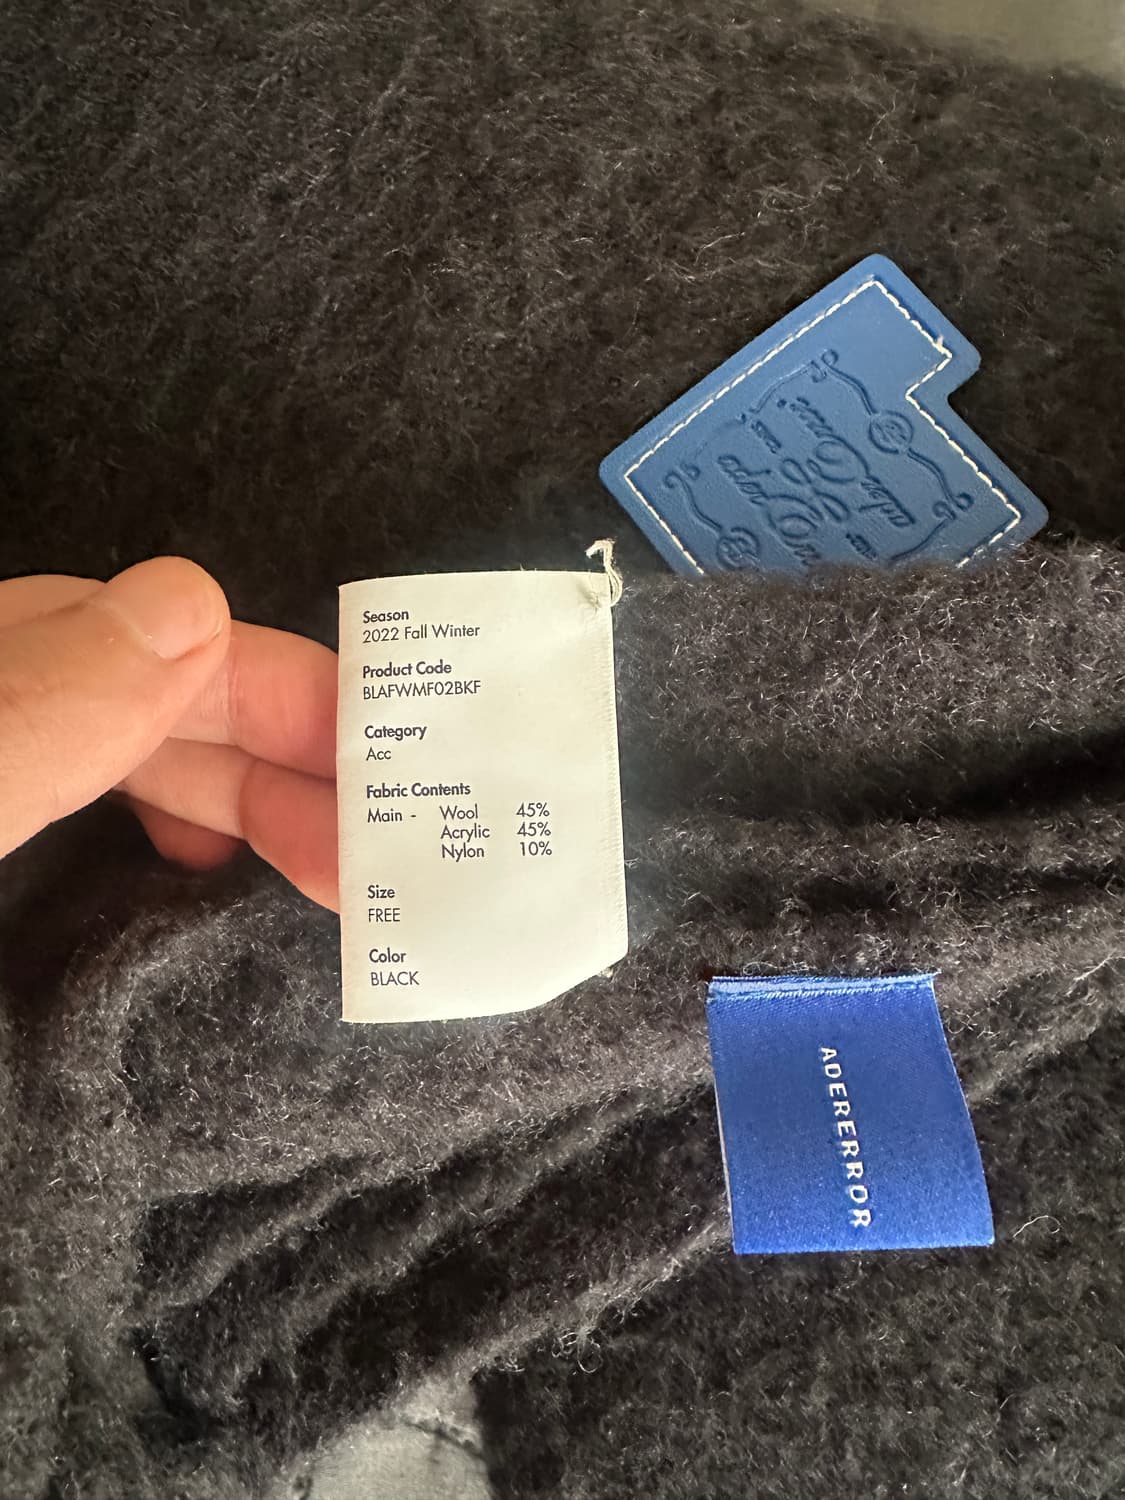 Season
2022 Fall Winter
Product Code
BLAFWMF02BKF
Category
Acc
Fabric Contents
Main - Wool 45%
Acrylic 45%
Nylon 10%
Size
FREE
Color
BLACK
ADERERROR